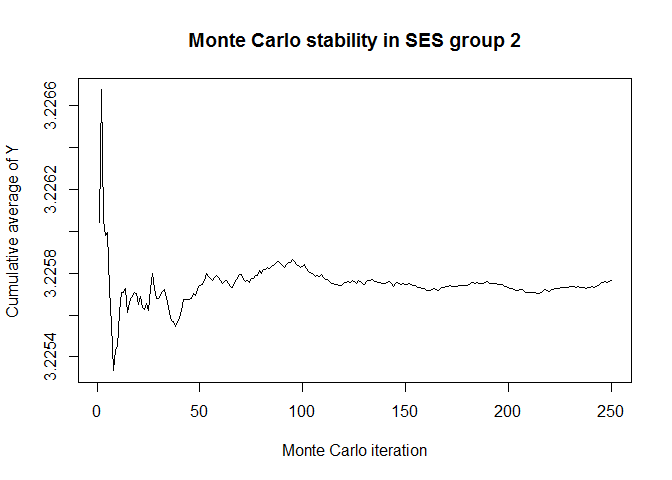 Monte Carlo stability in SES group 2
Cumulative average of Y
3.2266
3.2262
3.2258
3.2254
0 50 100 150 200 250
Monte Carlo iteration